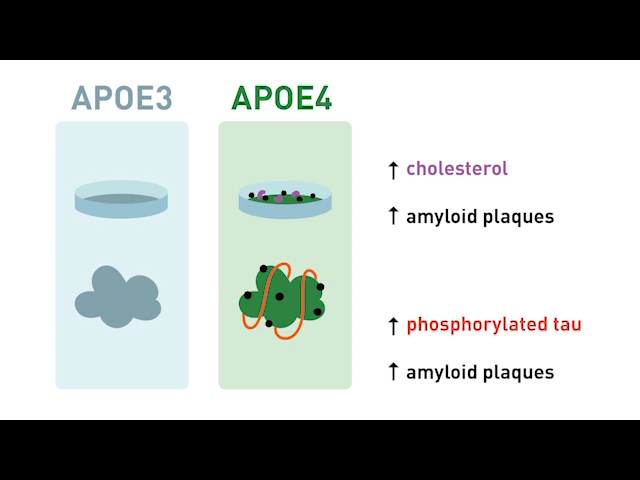 APOE3
APOE4
↑ cholesterol
↑ amyloid plaques
↑ phosphorylated tau
↑ amyloid plaques